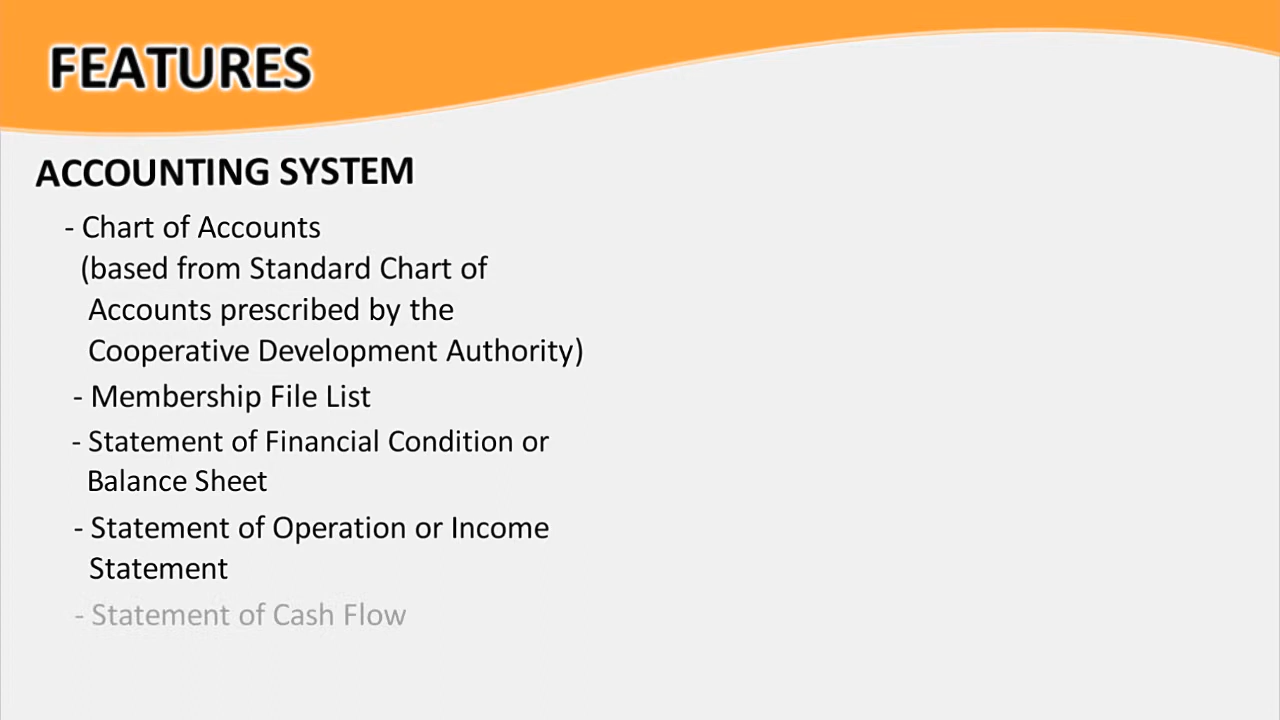 FEATURES
ACCOUNTING SYSTEM
- Chart of Accounts
(based from Standard Chart of
Accounts prescribed by the
Cooperative Development Authority)
- Membership File List
- Statement of Financial Condition or
Balance Sheet
- Statement of Operation or Income
Statement
- Statement of Cash Flow